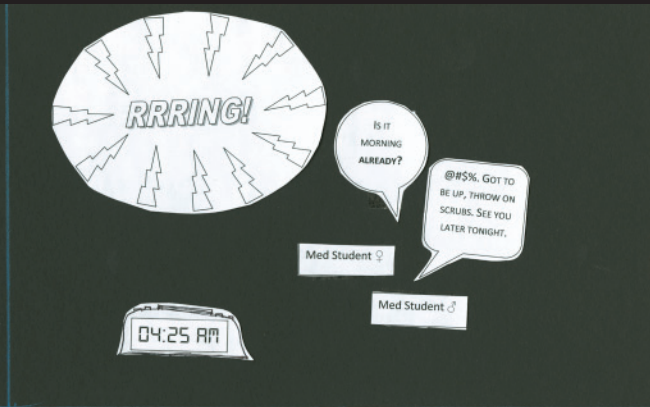 RRRING!
IS IT
MORNING
ALREADY?
@#$%. GOT TO
BE UP, THROW ON
SCRUBS. SEE YOU
LATER TONIGHT.
Med Student ♀
Med Student ♂
04:25 AM